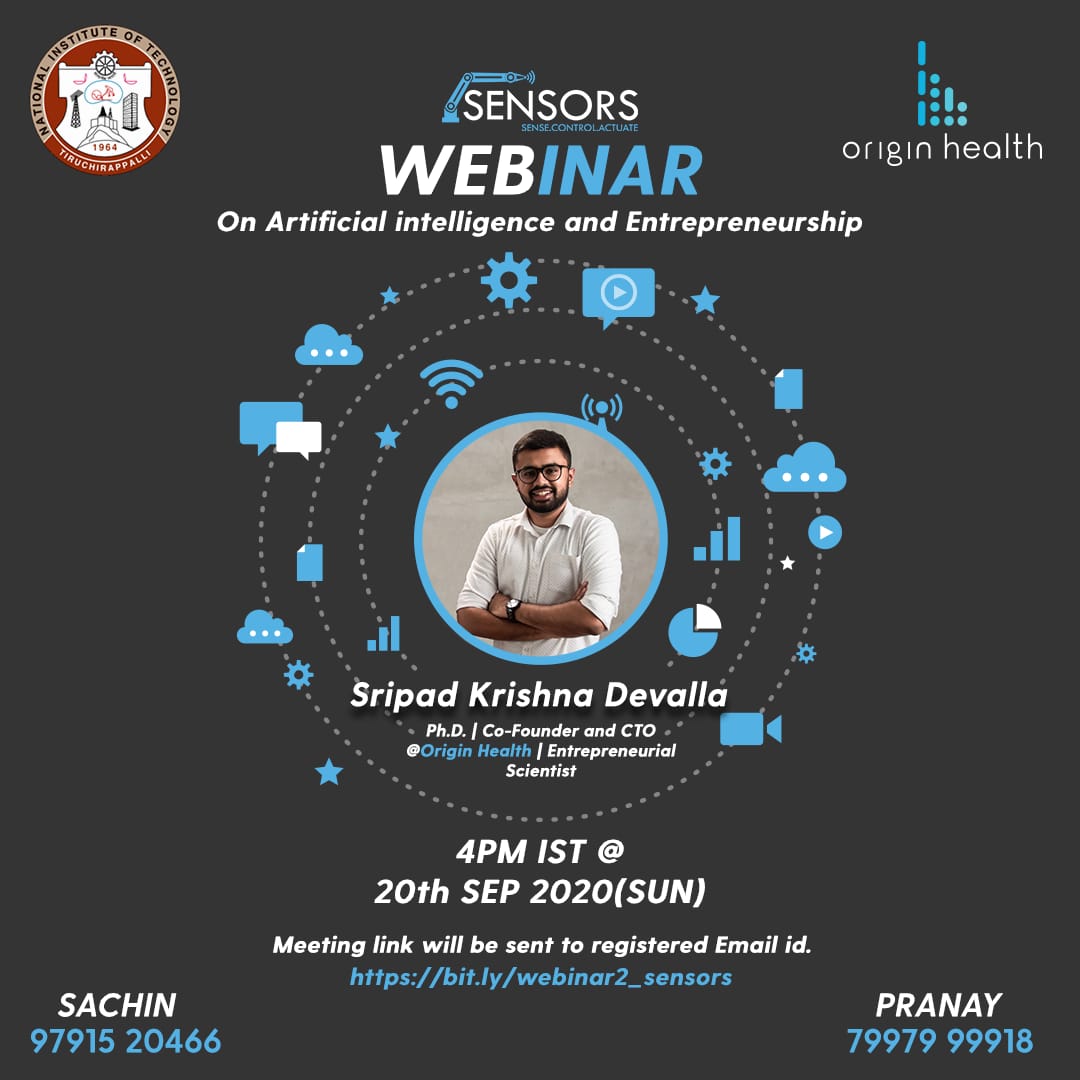 NATIONAL INSTITUTE OF TECHNOLOGY
1964
TIRUCHIRAPPALLI
SENSORS
SENSE.CONTROL.ACTUATE
origin health
WEBINAR
On Artificial intelligence and Entrepreneurship
Sripad Krishna Devalla
Ph.D. | Co-Founder and CTO
@Origin Health | Entrepreneurial
Scientist
4PM IST @
20th SEP 2020(SUN)
Meeting link will be sent to registered Email id.
https://bit.ly/webinar2_sensors
SACHIN
97915 20466
PRANAY
79979 99918